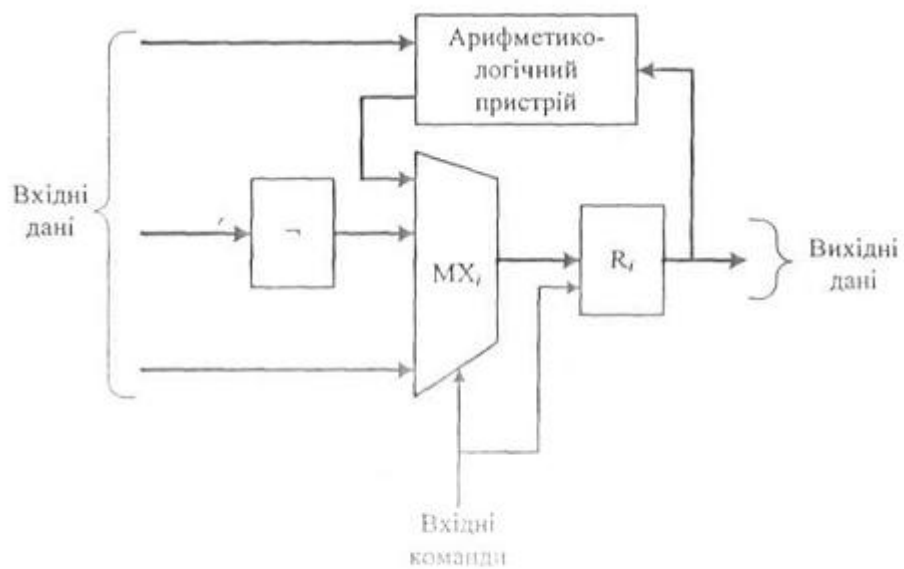 Арифметико-
логічний
пристрій
Вхідні
дані
¬
MXi
Ri
Вихідні
дані
Вхідні
команди